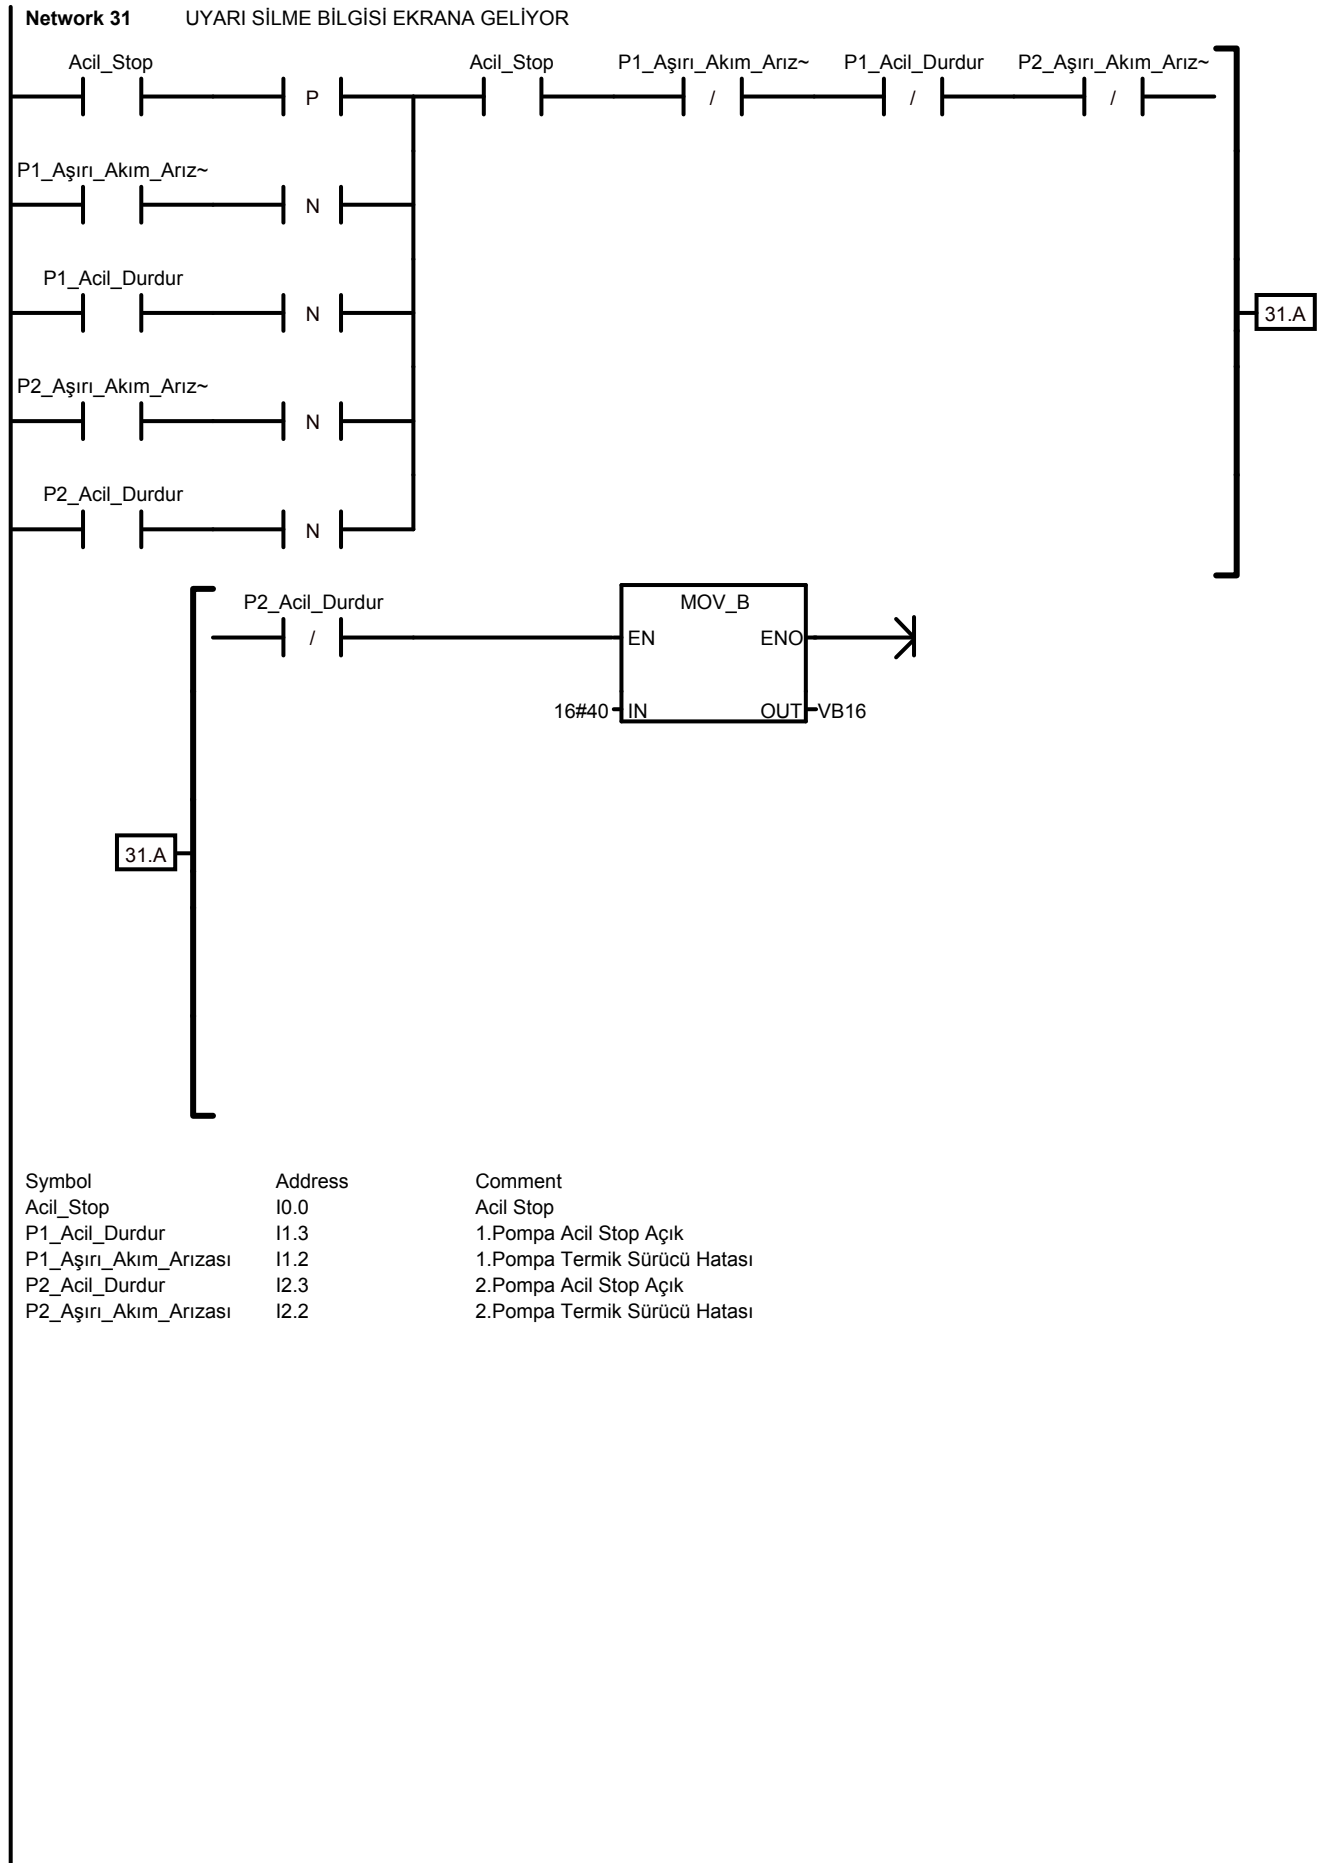 Network 31 UYARI SİLME BİLGİSİ EKRANA GELİYOR
Acil_Stop Acil_Stop P1_Aşırı_Akım_Arız~ P1_Acil_Durdur P2_Aşırı_Akım_Arız~
P / / /
P1_Aşırı_Akım_Arız~
N
P1_Acil_Durdur
N
31.A
P2_Aşırı_Akım_Arız~
N
P2_Acil_Durdur
N
P2_Acil_Durdur MOV_B
/ EN ENO
16#40 IN OUT VB16
31.A
Symbol Address Comment
Acil_Stop I0.0 Acil Stop
P1_Acil_Durdur I1.3 1.Pompa Acil Stop Açık
P1_Aşırı_Akım_Arızası I1.2 1.Pompa Termik Sürücü Hatası
P2_Acil_Durdur I2.3 2.Pompa Acil Stop Açık
P2_Aşırı_Akım_Arızası I2.2 2.Pompa Termik Sürücü Hatası